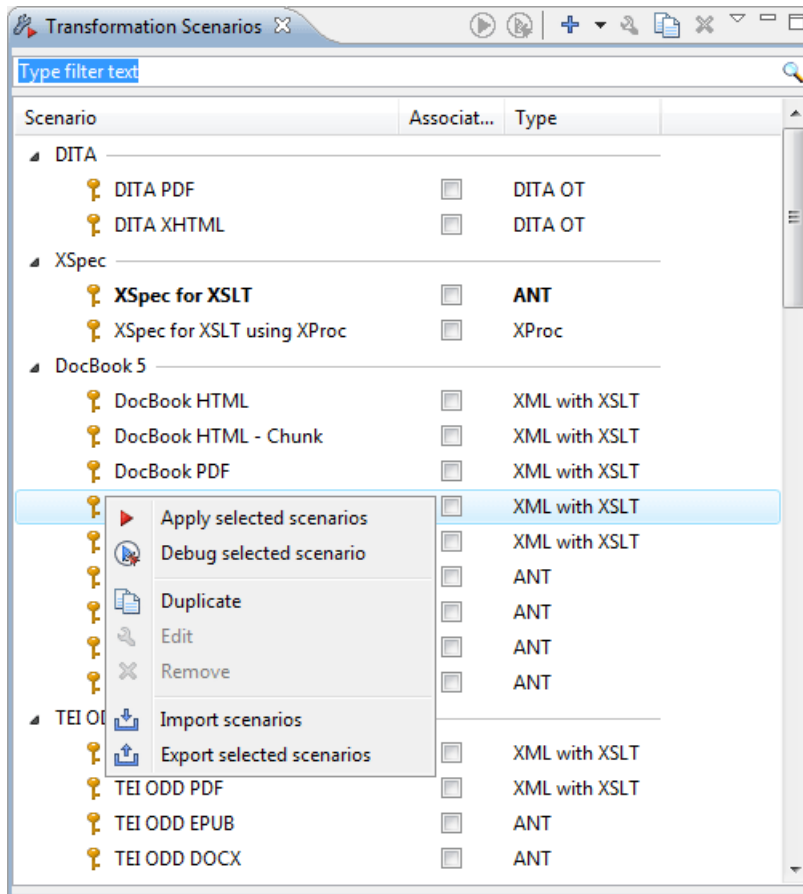 Transformation Scenarios
Type filter text
Scenario Associat... Type
DITA
DITA PDF DITA OT
DITA XHTML DITA OT
XSpec
XSpec for XSLT ANT
XSpec for XSLT using XProc XProc
DocBook 5
DocBook HTML XML with XSLT
DocBook HTML - Chunk XML with XSLT
DocBook PDF XML with XSLT
XML with XSLT
Apply selected scenarios
XML with XSLT
Debug selected scenario
ANT
Duplicate ANT
Edit ANT
Remove ANT
TEI
Import scenarios
XML with XSLT
Export selected scenarios
TEI ODD PDF XML with XSLT
TEI ODD EPUB ANT
TEI ODD DOCX ANT